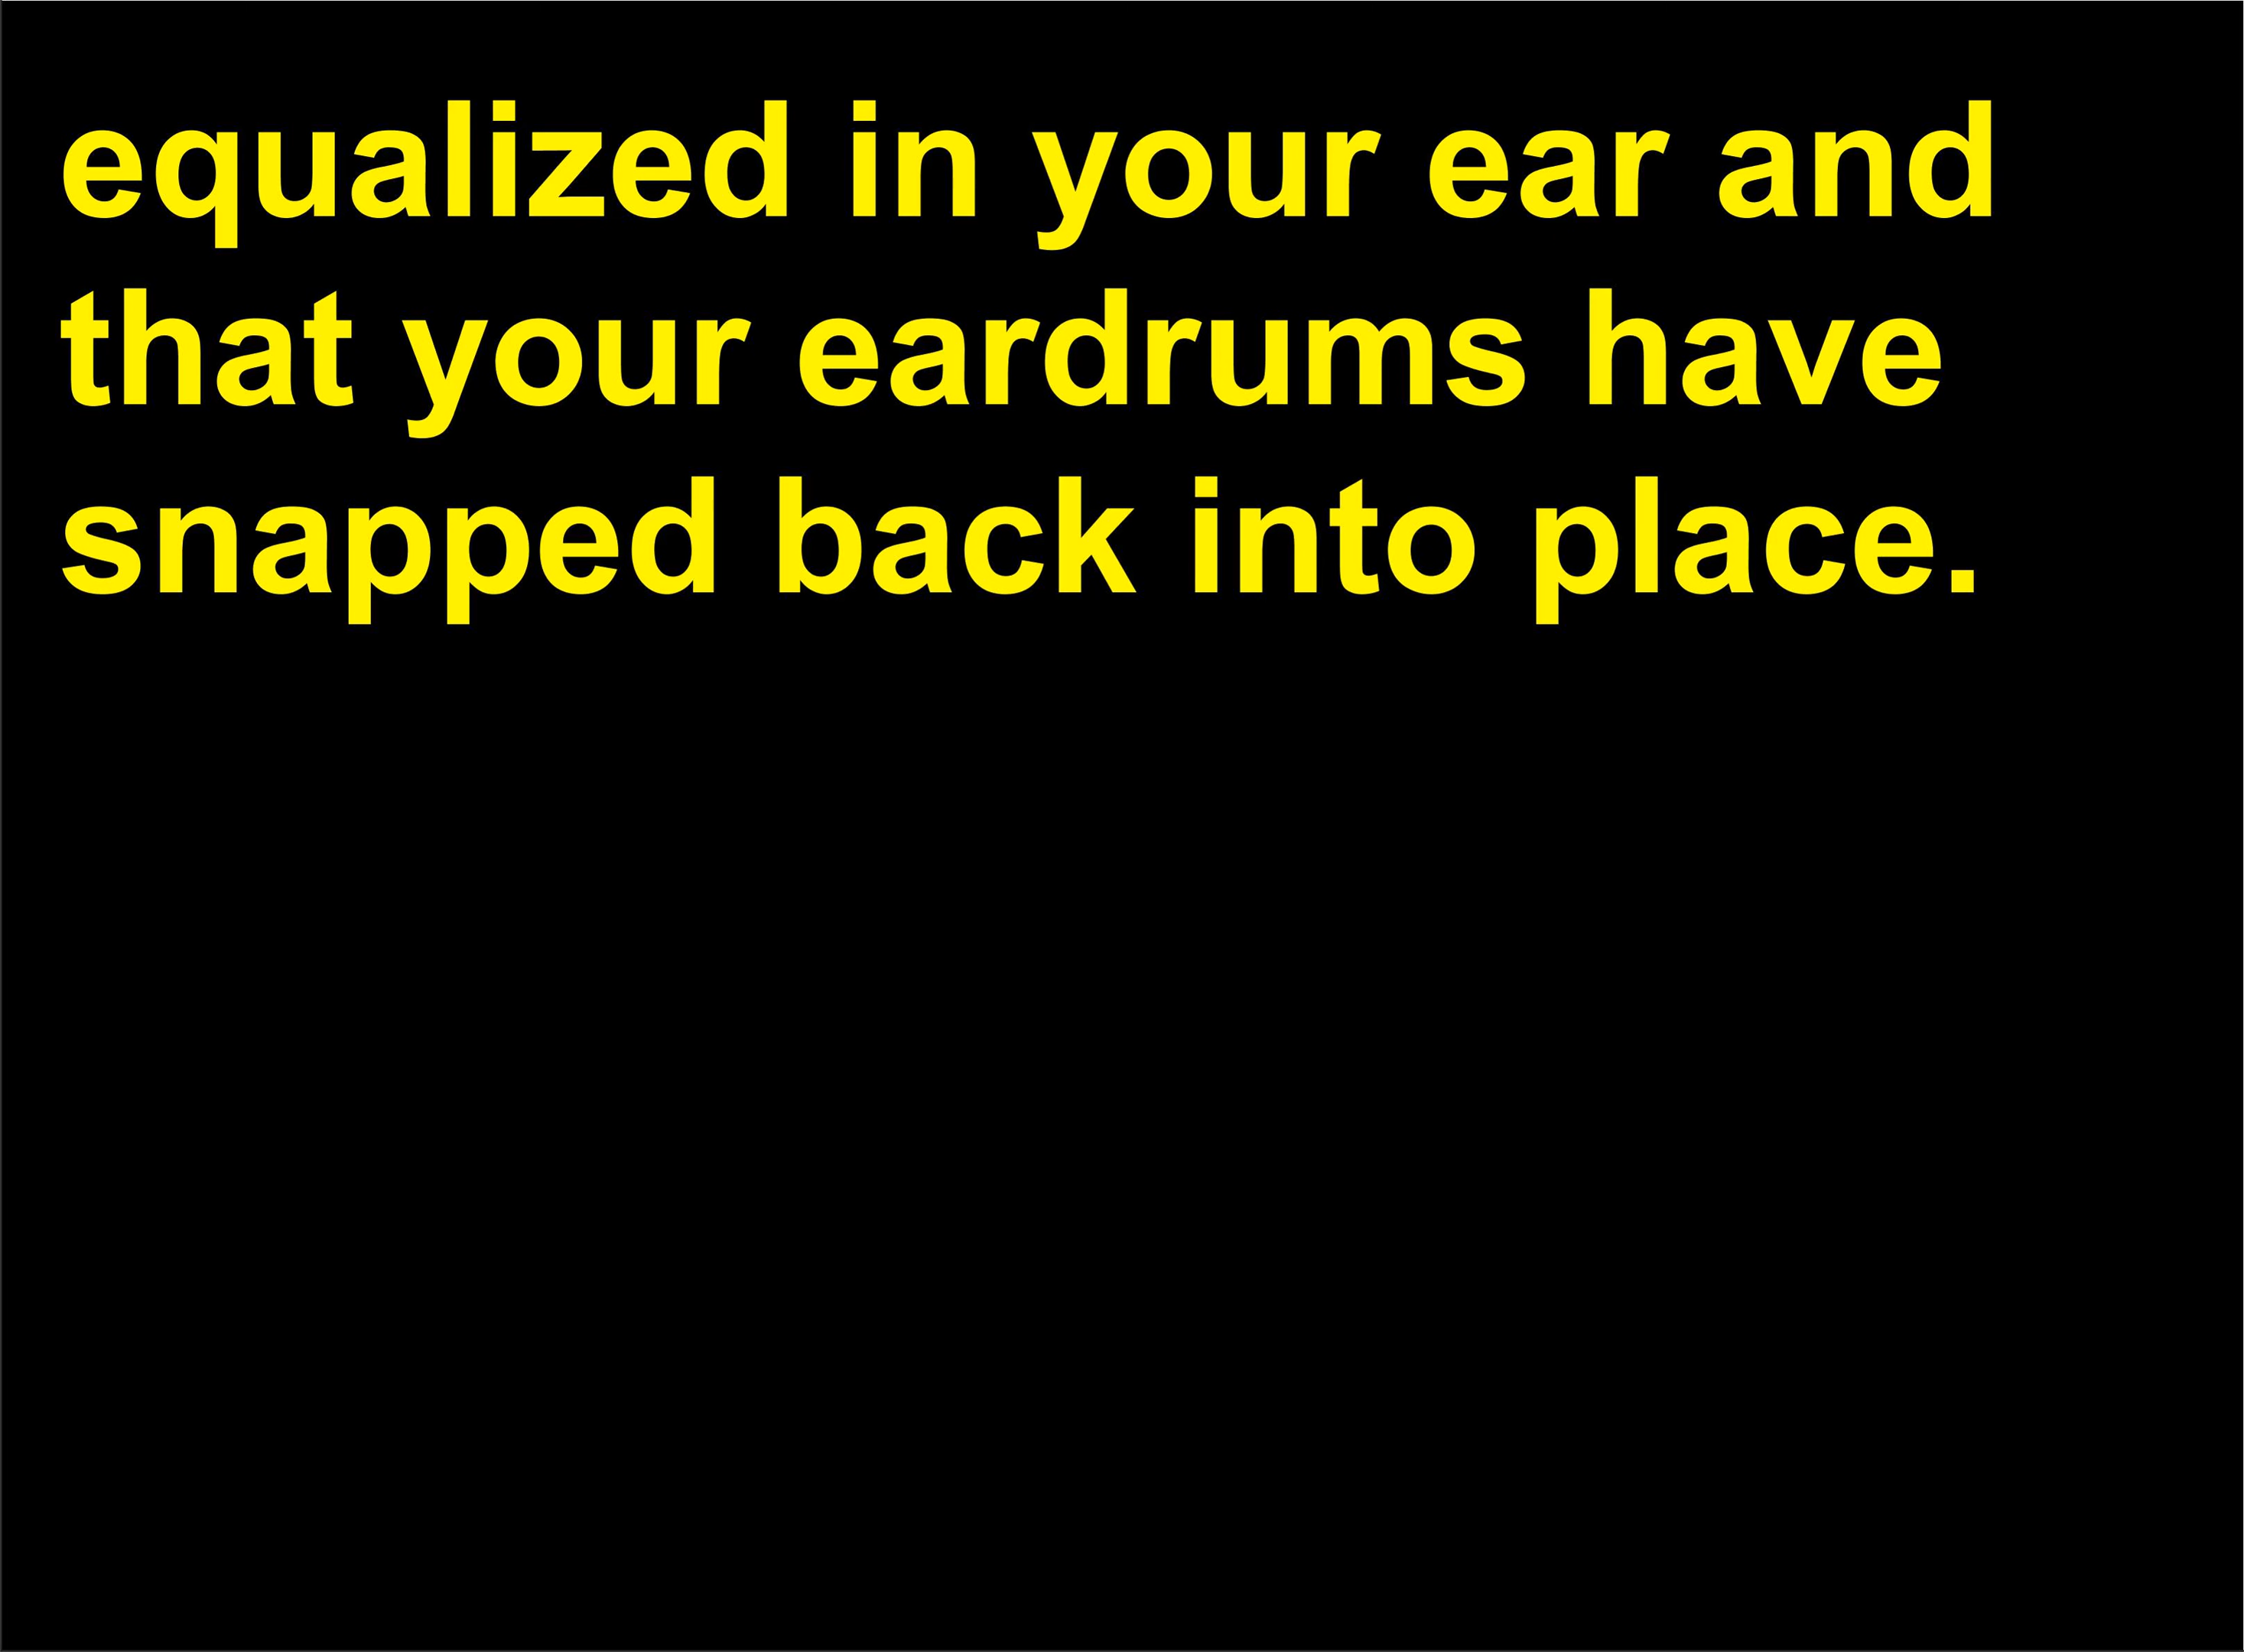 equalized in your ear and
that your eardrums have
snapped back into place.